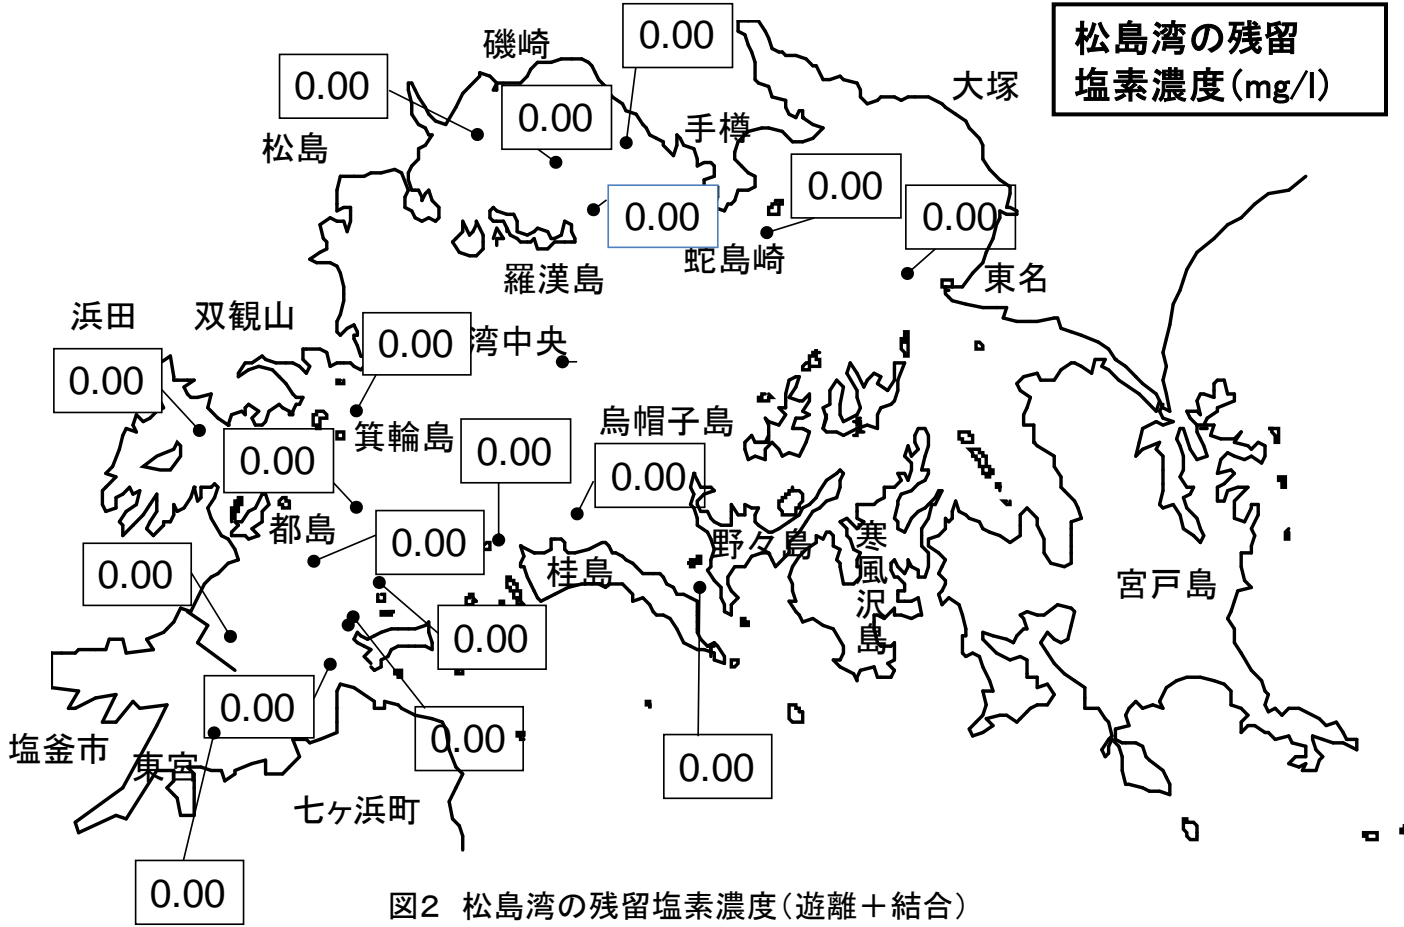 松島湾の残留
塩素濃度(mg/l)
磯崎
0.00
大塚
0.00
0.00
手樽
松島
0.00
0.00
0.00
蛇島崎
羅漢島
東名
浜田
双観山
0.00
湾中央
0.00
烏帽子島
箕輪島
0.00
0.00
0.00
都島
0.00
野々島
寒風沢島
桂島
0.00
宮戸島
0.00
0.00
0.00
塩釜市
東宮
0.00
七ヶ浜町
0.00
図2 松島湾の残留塩素濃度(遊離+結合)